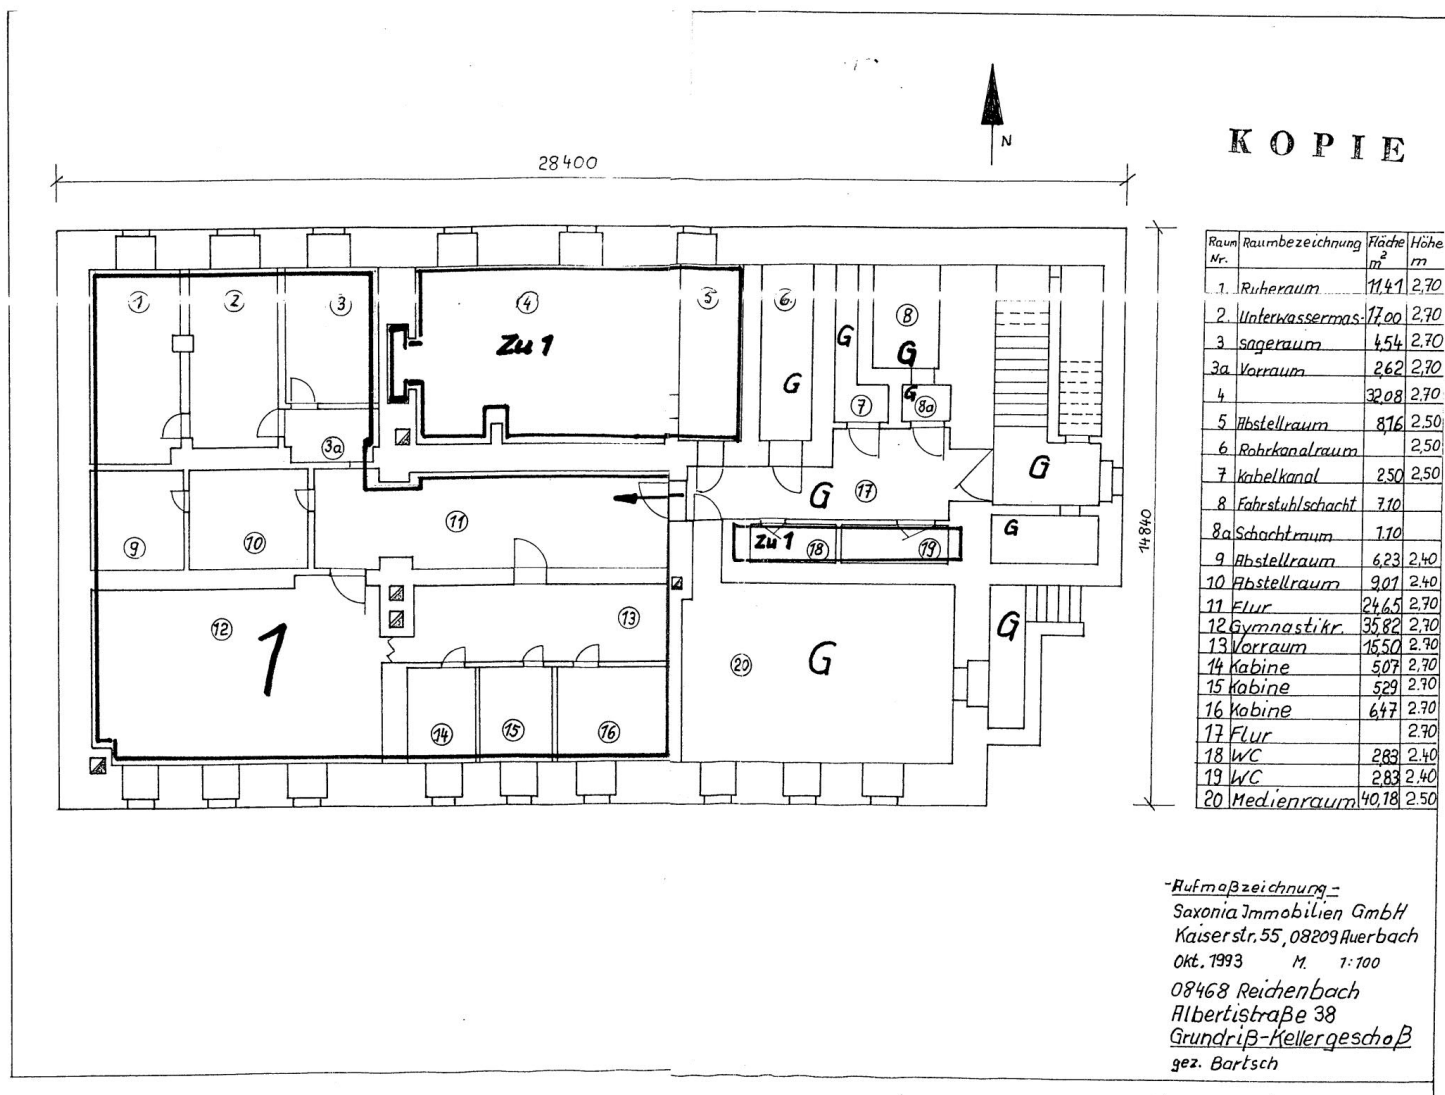 KOPIE
N
28400
14840
Raum Nr. Raumbezeichnung Fläche m² Höhe m
1. Ruheraum 11,41 2,70
2. Unterwassermas- 17,00 2,70
3 sageraum 4,54 2,70
3a Vorraum 2,62 2,70
4 32,08 2,70
5 Abstellraum 8,76 2,50
6 Rohrkanalraum 2,50
7 Kabelkanal 2,50 2,50
8 Fahrstuhlschacht 7,10
8a Schachtraum 1,10
9 Abstellraum 6,23 2,40
10 Abstellraum 9,01 2.40
11 Flur 24,65 2,70
12 Gymnastikr. 35,82 2,70
13 Vorraum 15,50 2.70
14 Kabine 5,07 2,70
15 Kabine 5,29 2.70
16 Kabine 6,47 2.70
17 Flur 2.70
18 WC 2,83 2.40
19 WC 2,83 2,40
20 Medienraum 40,18 2.50
1 2 3 4 5 6. 8
Zu 1
G G G G
3a 7 8a
G
G 17
9 10 11
zu 1 18 19 G
12 1 13 20 G G
14 15 16
-Aufmaßzeichnung-
Saxonia Immobilien GmbH
Kaiserstr. 55, 08209 Auerbach
Okt. 1993 M. 1:100
08468 Reichenbach
Albertistraße 38
Grundriß-Kellergeschoß
gez. Bartsch